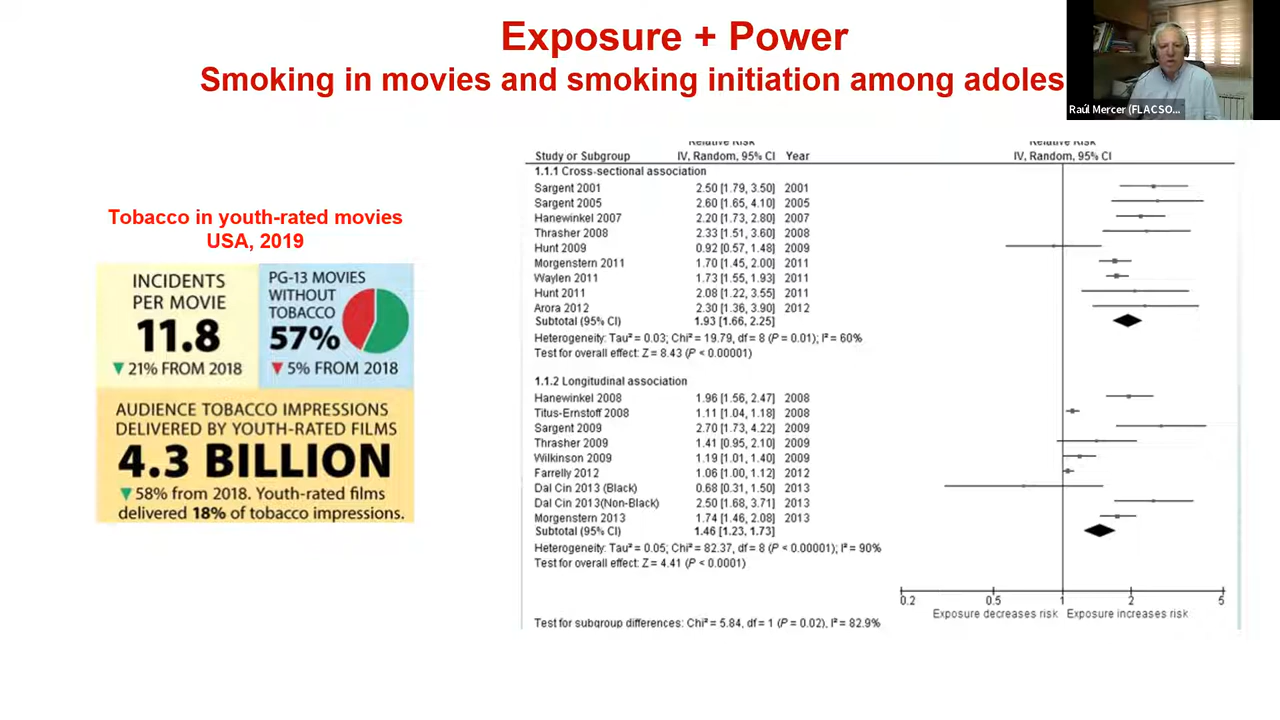 Exposure + Power
Smoking in movies and smoking initiation among adoles
Raúl Mercer (FLACSO...
Tobacco in youth-rated movies
USA, 2019
INCIDENTS
PER MOVIE
11.8
▼21% FROM 2018
PG-13 MOVIES
WITHOUT
TOBACCO
57%
▼5% FROM 2018
AUDIENCE TOBACCO IMPRESSIONS
DELIVERED BY YOUTH-RATED FILMS
4.3 BILLION
▼58% from 2018. Youth-rated films
delivered 18% of tobacco impressions.
Relative Risk Relative Risk
Study or Subgroup IV, Random, 95% CI Year IV, Random, 95% CI
1.1.1 Cross-sectional association
Sargent 2001 2.50 [1.79, 3.50] 2001
Sargent 2005 2.60 [1.65, 4.10] 2005
Hanewinkel 2007 2.20 [1.73, 2.80] 2007
Thrasher 2008 2.33 [1.51, 3.60] 2008
Hunt 2009 0.92 [0.57, 1.48] 2009
Morgenstern 2011 1.70 [1.45, 2.00] 2011
Waylen 2011 1.73 [1.55, 1.93] 2011
Hunt 2011 2.08 [1.22, 3.55] 2011
Arora 2012 2.30 [1.36, 3.90] 2012
Subtotal (95% CI) 1.93 [1.66, 2.25]
Heterogeneity: Tau² = 0.03; Chi² = 19.79, df = 8 (P = 0.01); I² = 60%
Test for overall effect: Z = 8.43 (P < 0.00001)
1.1.2 Longitudinal association
Hanewinkel 2008 1.96 [1.56, 2.47] 2008
Titus-Ernstoff 2008 1.11 [1.04, 1.18] 2008
Sargent 2009 2.70 [1.73, 4.22] 2009
Thrasher 2009 1.41 [0.95, 2.10] 2009
Wilkinson 2009 1.19 [1.01, 1.40] 2009
Farrelly 2012 1.06 [1.00, 1.12] 2012
Dal Cin 2013 (Black) 0.68 [0.31, 1.50] 2013
Dal Cin 2013(Non-Black) 2.50 [1.68, 3.71] 2013
Morgenstern 2013 1.74 [1.46, 2.08] 2013
Subtotal (95% CI) 1.46 [1.23, 1.73]
Heterogeneity: Tau² = 0.05; Chi² = 82.37, df = 8 (P < 0.00001); I² = 90%
Test for overall effect: Z = 4.41 (P < 0.0001)
0.2 0.5 1 2 5
Exposure decreases risk Exposure increases risk
Test for subgroup differences: Chi² = 5.84, df = 1 (P = 0.02), I² = 82.9%